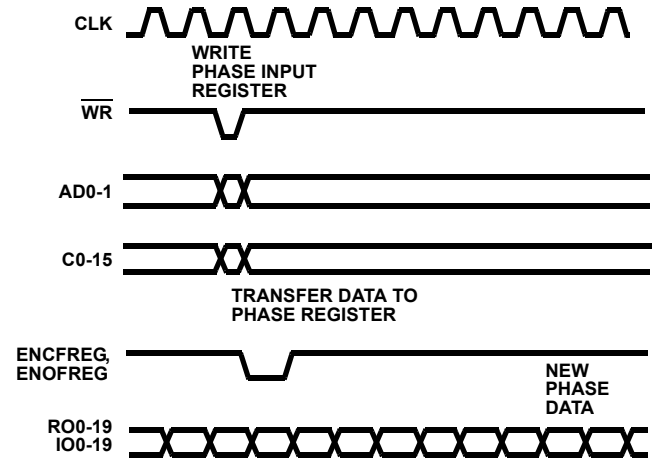 CLK
WRITE
PHASE INPUT
REGISTER
WR
AD0-1
C0-15
TRANSFER DATA TO
PHASE REGISTER
ENCFREG,
ENOFREG
NEW
PHASE
DATA
RO0-19
IO0-19